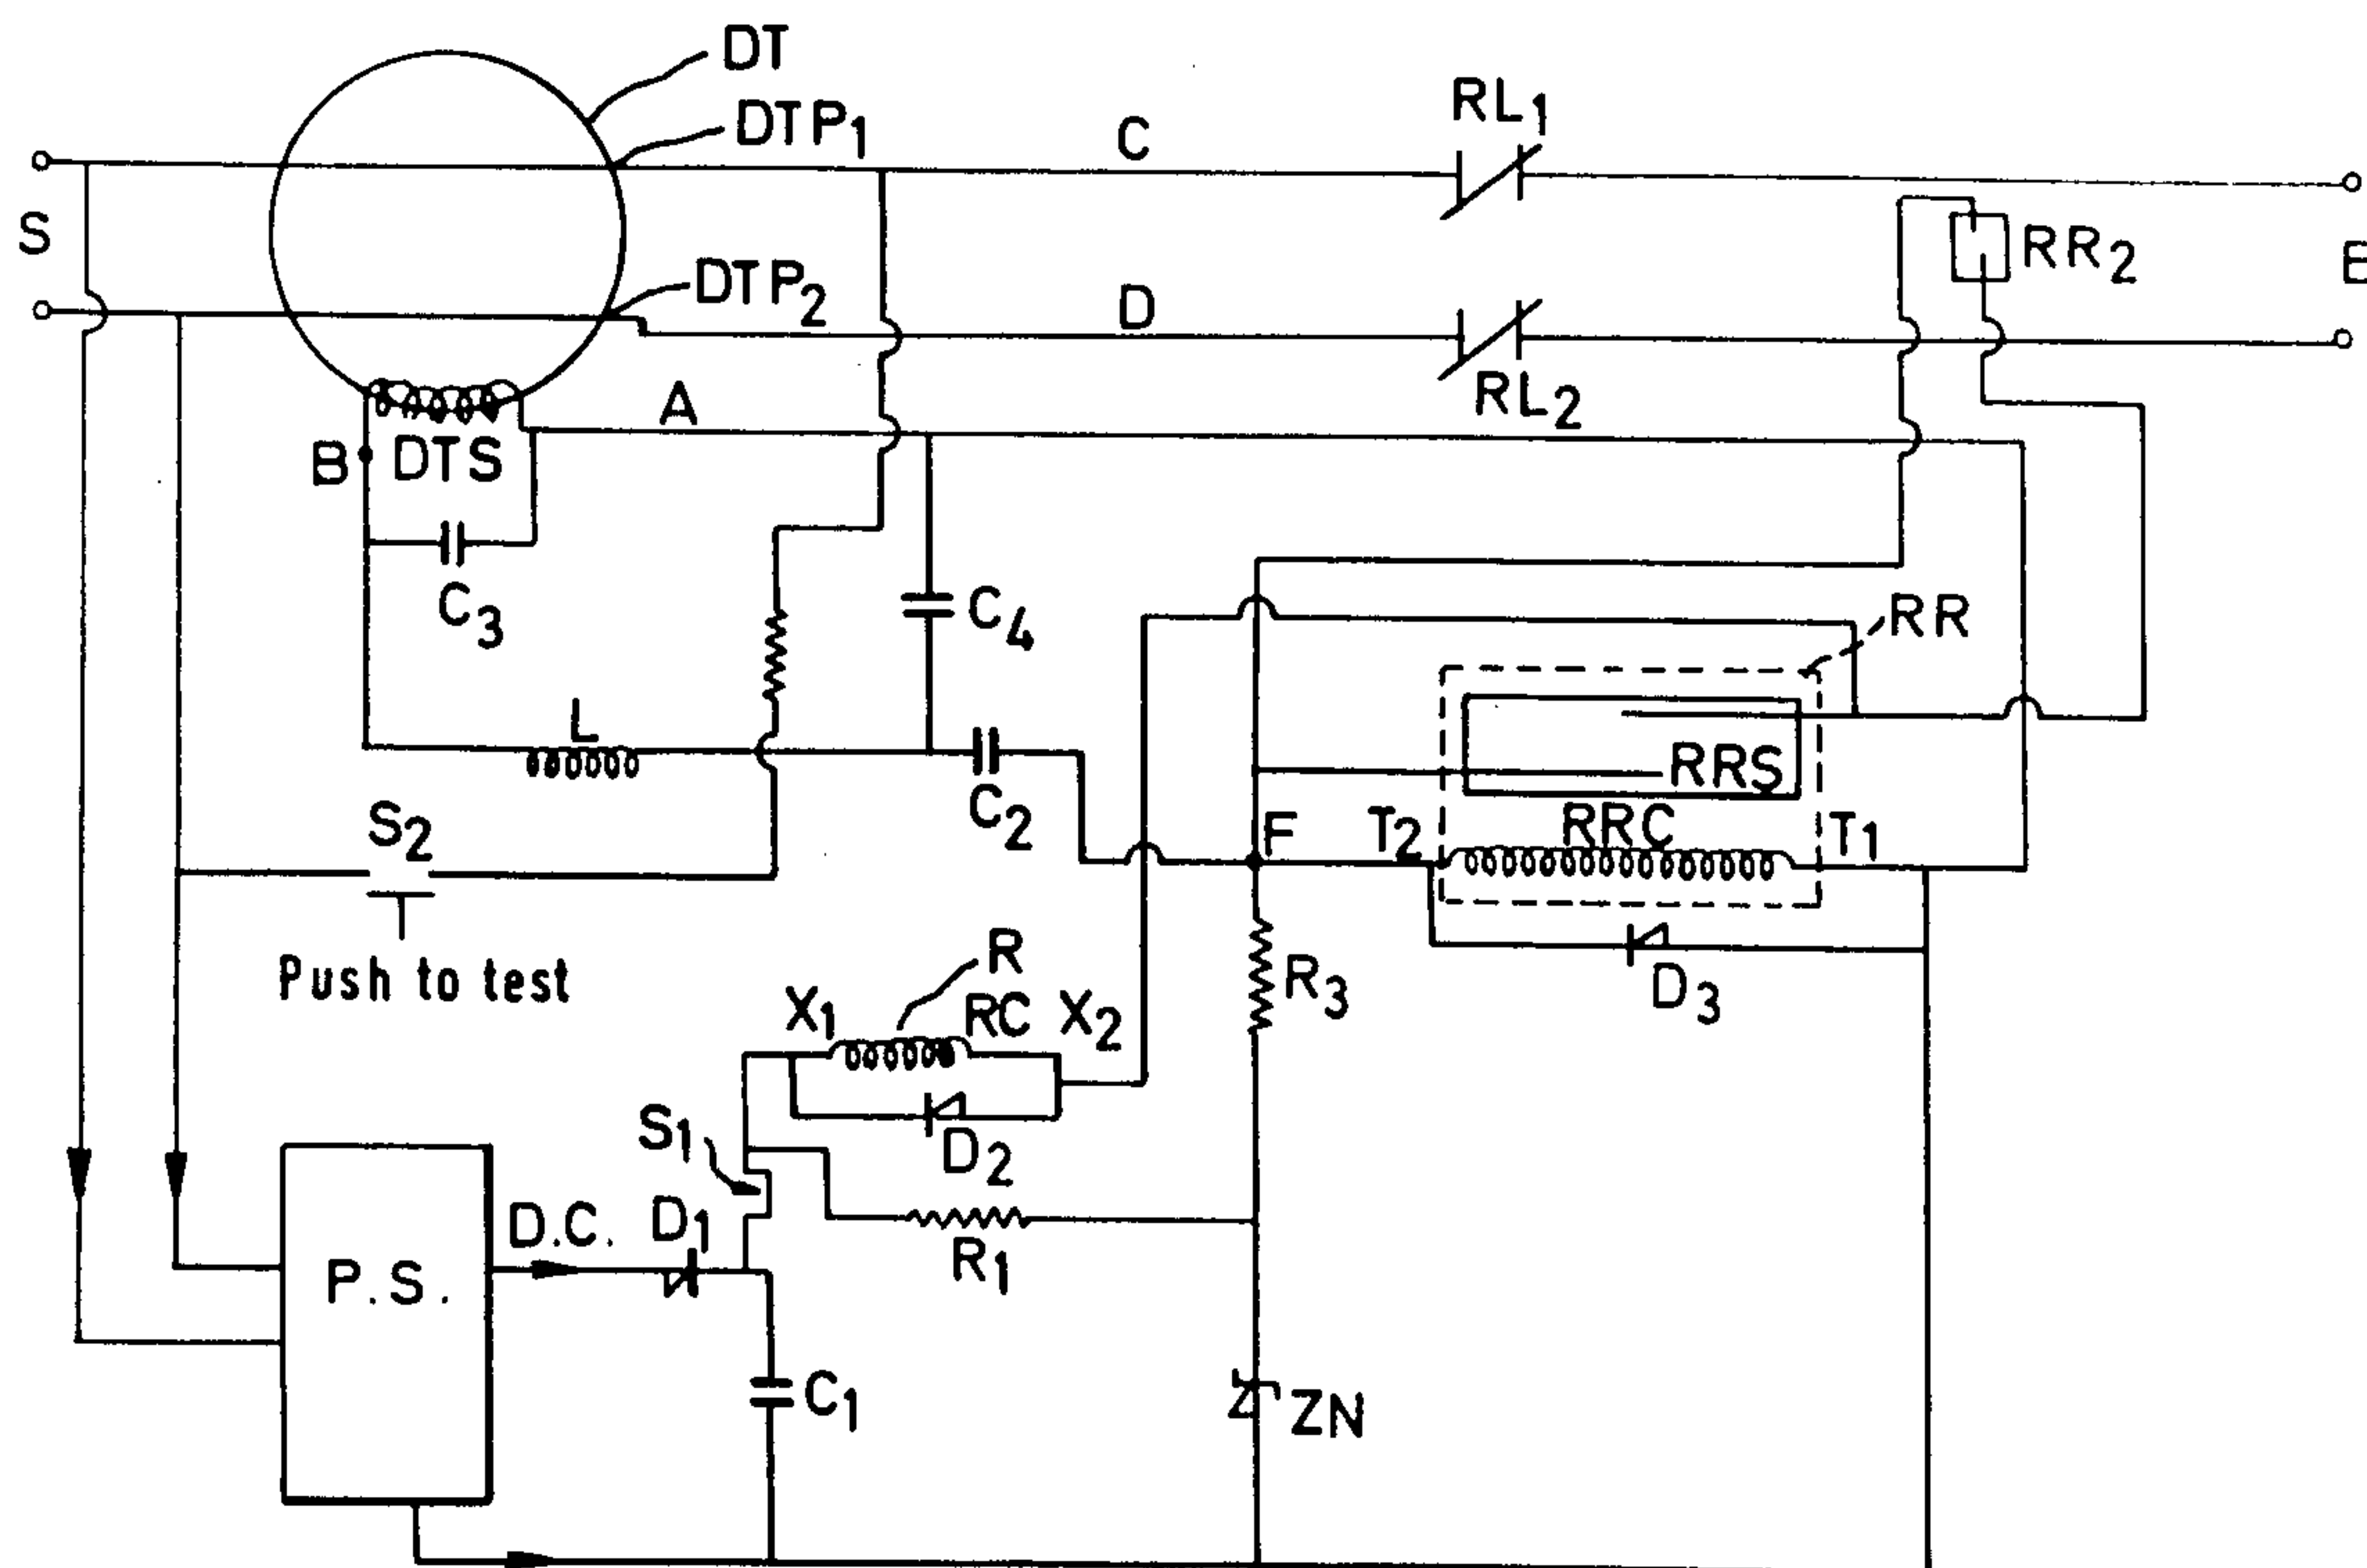 DT
DTP1
C
RL1
S
RR2
E
DTP2
D
RL2
A
B
DTS
C3
C4
RR
L
RRS
C2
S2
F
T2
RRC
T1
Push to test
R
R3
D3
X1
RC
X2
S1
D2
D.C.
D1
R1
P.S.
C1
ZN